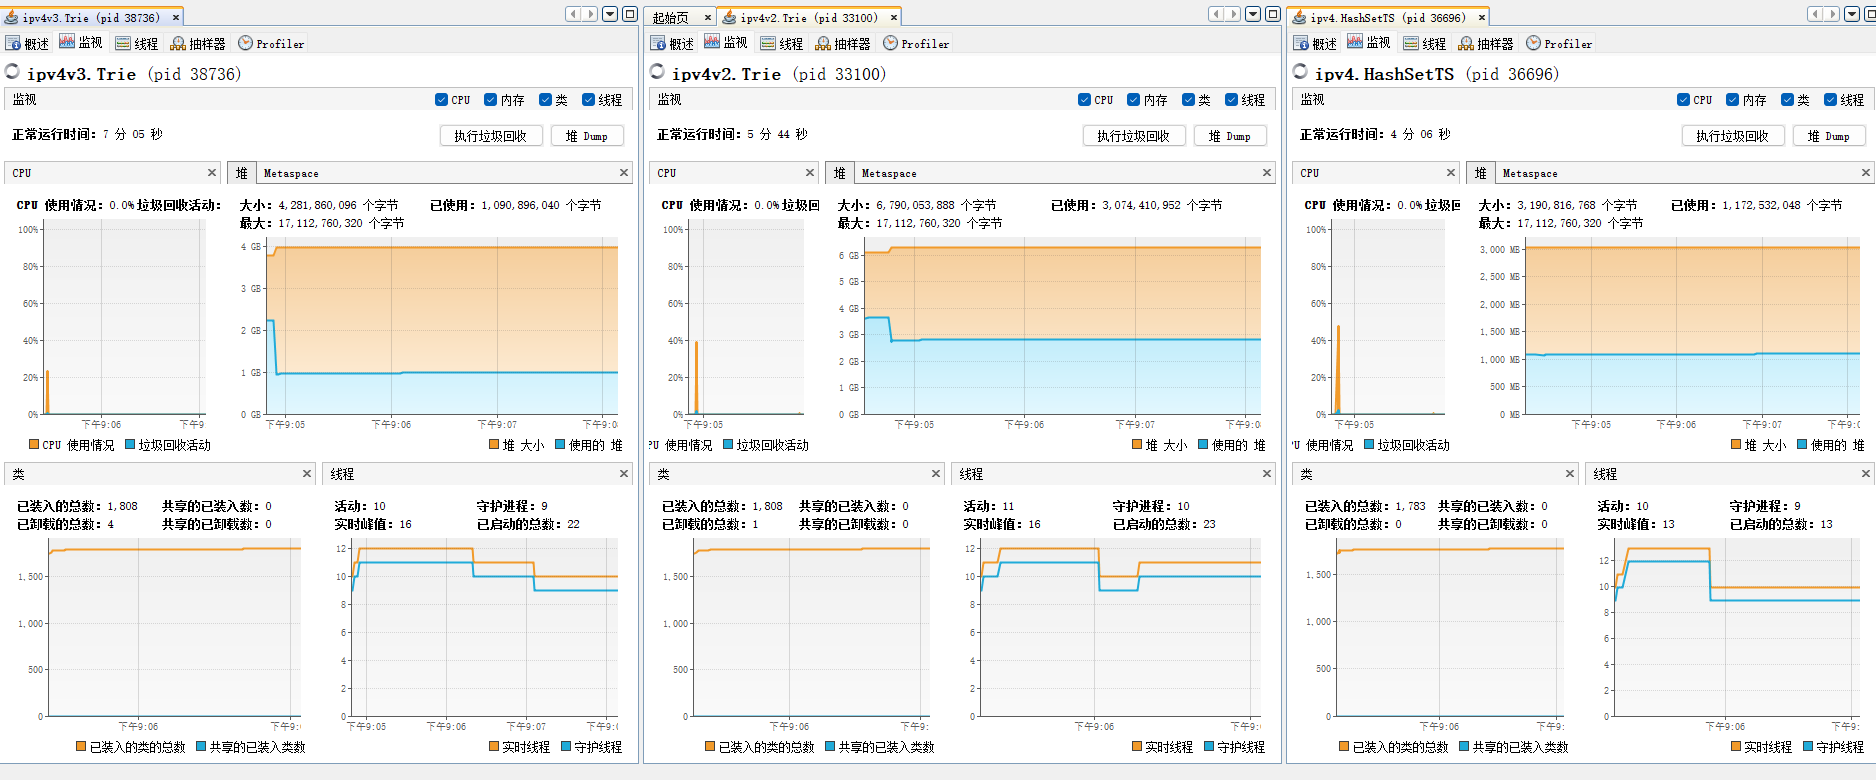 ipv4v3.Trie (pid 38736)
概述 监视 线程 抽样器 Profiler
ipv4v3.Trie (pid 38736)
监视 CPU 内存 类 线程
正常运行时间: 7 分 05 秒 执行垃圾回收 堆 Dump
CPU
CPU 使用情况: 0.0% 垃圾回收活动:
100%
80%
60%
40%
20%
0%
下午9:06 下午9
CPU 使用情况 垃圾回收活动
堆 Metaspace
大小: 4,281,860,096 个字节 已使用: 1,090,896,040 个字节
最大: 17,112,760,320 个字节
4 GB
3 GB
2 GB
1 GB
0 GB
下午9:05 下午9:06 下午9:07 下午9:0
堆 大小 使用的 堆
类
已装入的总数: 1,808 共享的已装入数: 0
已卸载的总数: 4 共享的已卸载数: 0
1,500
1,000
500
0
下午9:06 下午9:
已装入的类的总数 共享的已装入类数
线程
活动: 10 守护进程: 9
实时峰值: 16 已启动的总数: 22
12
10
8
6
4
2
0
下午9:05 下午9:06 下午9:07 下午9:
实时线程 守护线程
起始页 ipv4v2.Trie (pid 33100)
概述 监视 线程 抽样器 Profiler
ipv4v2.Trie (pid 33100)
监视 CPU 内存 类 线程
正常运行时间: 5 分 44 秒 执行垃圾回收 堆 Dump
CPU
CPU 使用情况: 0.0% 垃圾回
100%
80%
60%
40%
20%
0%
下午9:05
PU 使用情况 垃圾回收活动
堆 Metaspace
大小: 6,790,053,888 个字节 已使用: 3,074,410,952 个字节
最大: 17,112,760,320 个字节
6 GB
5 GB
4 GB
3 GB
2 GB
1 GB
0 GB
下午9:05 下午9:06 下午9:07 下午9:0
堆 大小 使用的 堆
类
已装入的总数: 1,808 共享的已装入数: 0
已卸载的总数: 1 共享的已卸载数: 0
1,500
1,000
500
0
下午9:06 下午9:
已装入的类的总数 共享的已装入类数
线程
活动: 11 守护进程: 10
实时峰值: 16 已启动的总数: 23
12
10
8
6
4
2
0
下午9:06 下午9:
实时线程 守护线程
ipv4.HashSetTS (pid 36696)
概述 监视 线程 抽样器 Profiler
ipv4.HashSetTS (pid 36696)
监视 CPU 内存 类 线程
正常运行时间: 4 分 06 秒 执行垃圾回收 堆 Dump
CPU
CPU 使用情况: 0.0% 垃圾回
100%
80%
60%
40%
20%
0%
下午9:05
U 使用情况 垃圾回收活动
堆 Metaspace
大小: 3,190,816,768 个字节 已使用: 1,172,532,048 个字节
最大: 17,112,760,320 个字节
3,000 MB
2,500 MB
2,000 MB
1,500 MB
1,000 MB
500 MB
0 MB
下午9:05 下午9:06 下午9:07 下午9:0
堆 大小 使用的 堆
类
已装入的总数: 1,783 共享的已装入数: 0
已卸载的总数: 0 共享的已卸载数: 0
1,500
1,000
500
0
下午9:06 下午9:
已装入的类的总数 共享的已装入类数
线程
活动: 10 守护进程: 9
实时峰值: 13 已启动的总数: 13
12
10
8
6
4
2
0
下午9:06 下午9:
实时线程 守护线程